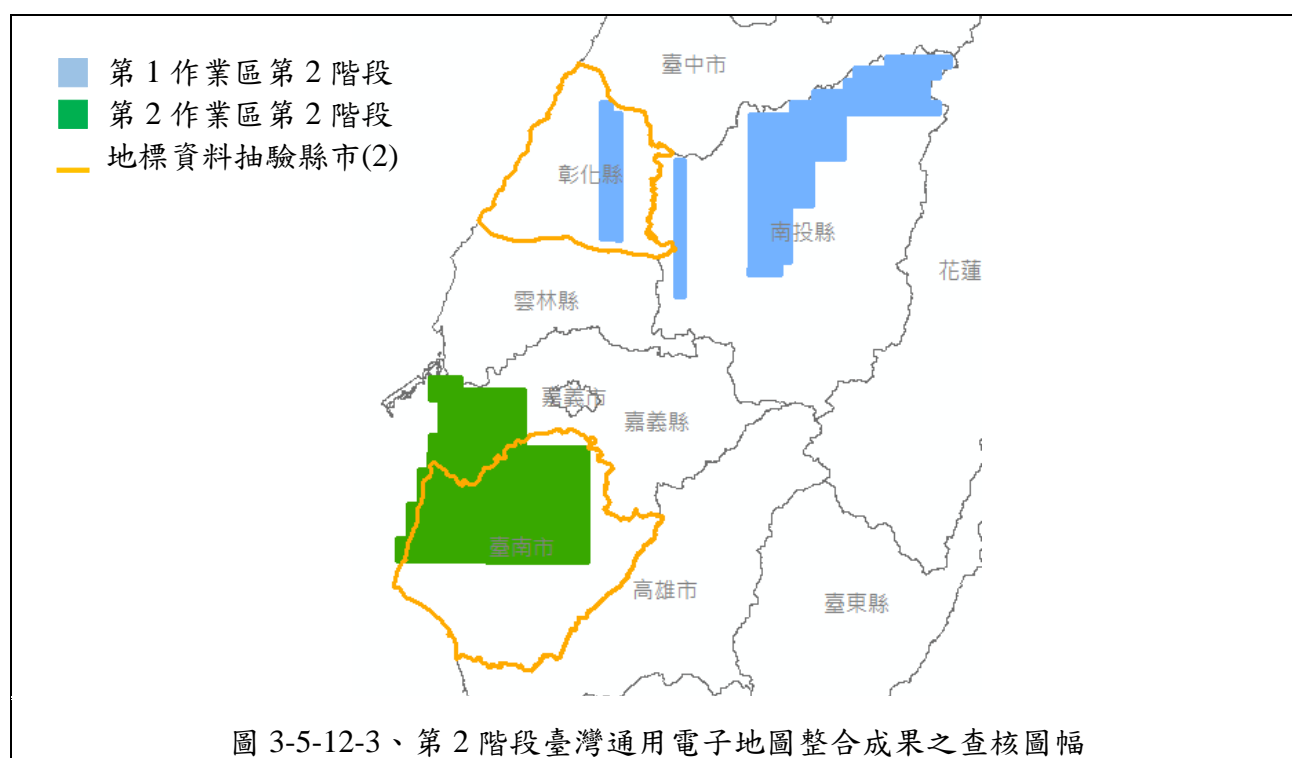 第 1 作業區第 2 階段
第 2 作業區第 2 階段
地標資料抽驗縣市(2)
臺中市
彰化縣
南投縣
花蓮
雲林縣
嘉義市
嘉義縣
臺南市
高雄市
臺東縣
圖 3-5-12-3、第 2 階段臺灣通用電子地圖整合成果之查核圖幅